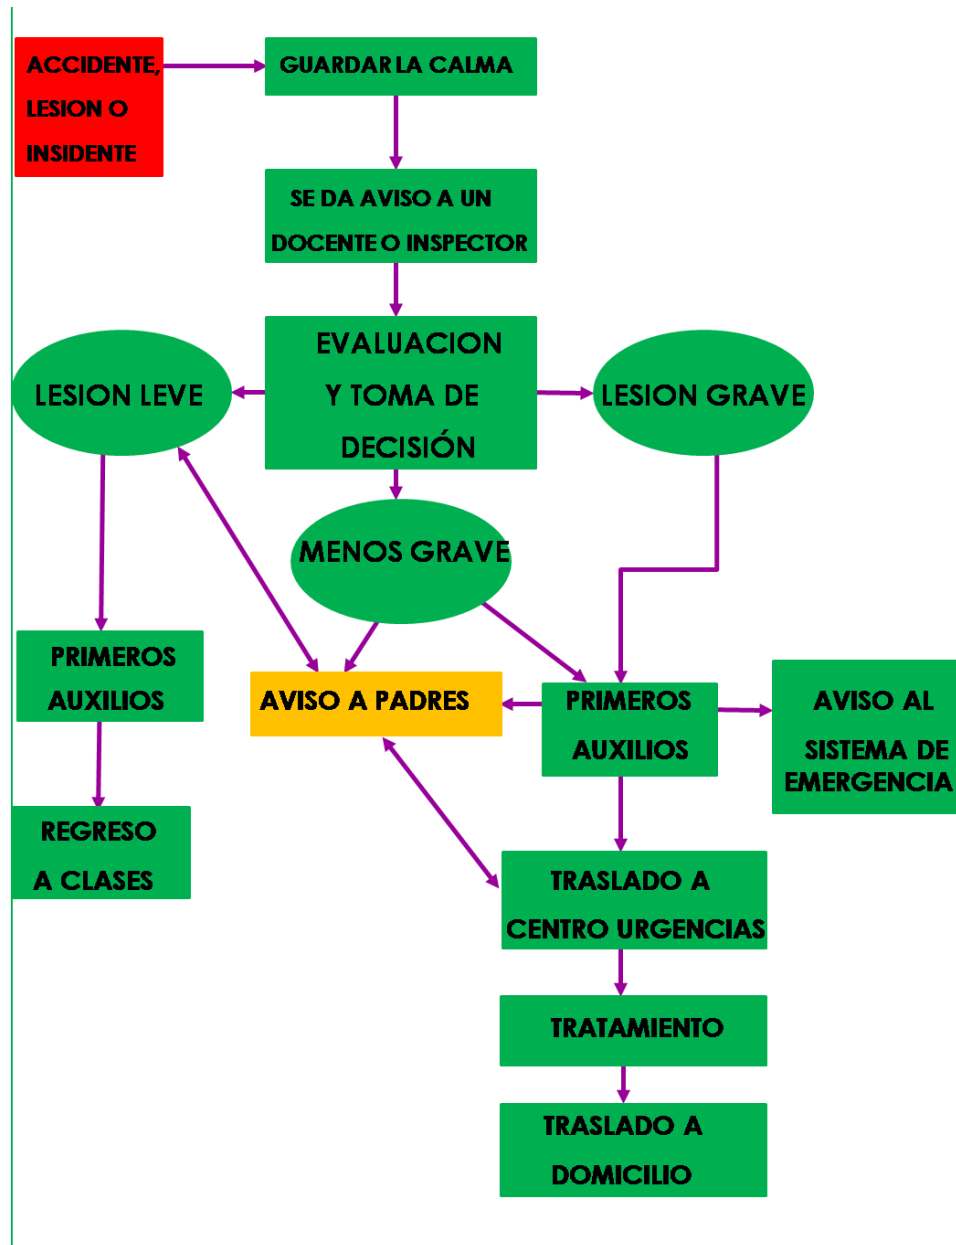 ACCIDENTE,
LESION O
INSIDENTE
GUARDAR LA CALMA
SE DA AVISO A UN
DOCENTE O INSPECTOR
EVALUACION
Y TOMA DE
DECISIÓN
LESION LEVE
LESION GRAVE
MENOS GRAVE
PRIMEROS
AUXILIOS
AVISO A PADRES
PRIMEROS
AUXILIOS
AVISO AL
SISTEMA DE
EMERGENCIA
REGRESO
A CLASES
TRASLADO A
CENTRO URGENCIAS
TRATAMIENTO
TRASLADO A
DOMICILIO